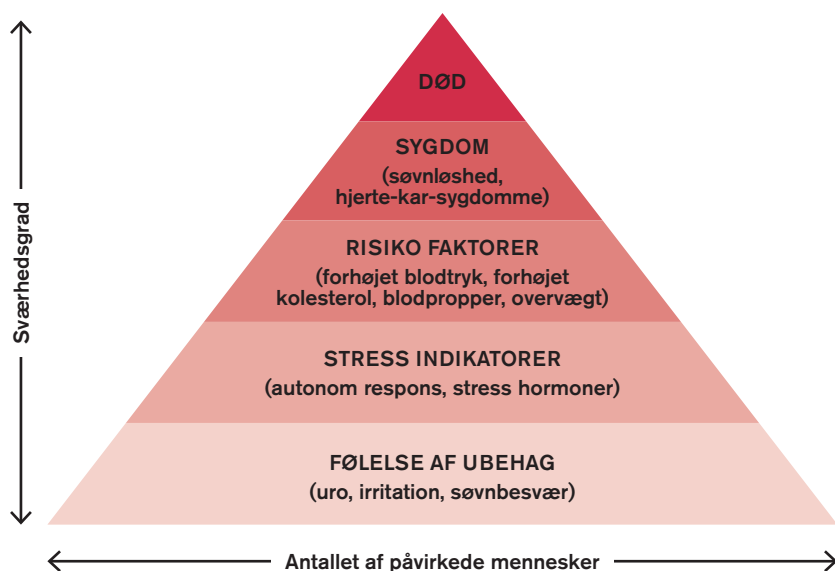 DØD
SYGDOM
(søvnløshed,
hjerte-kar-sygdomme)
RISIKO FAKTORER
(forhøjet blodtryk, forhøjet
kolesterol, blodpropper, overvægt)
STRESS INDIKATORER
(autonom respons, stress hormoner)
FØLELSE AF UBEHAG
(uro, irritation, søvnbesvær)
Sværhedsgrad
Antallet af påvirkede mennesker